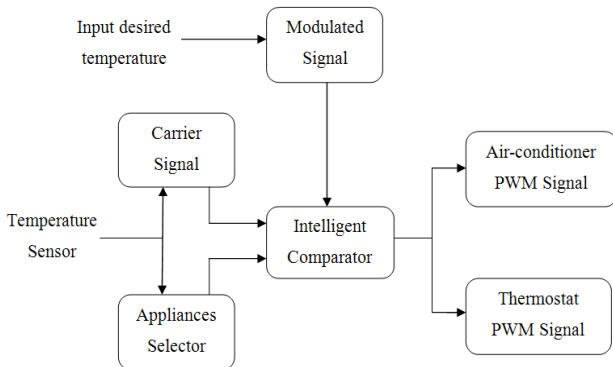 Input desired
temperature
Modulated
Signal
Carrier
Signal
Air-conditioner
PWM Signal
Temperature
Sensor
Intelligent
Comparator
Appliances
Selector
Thermostat
PWM Signal